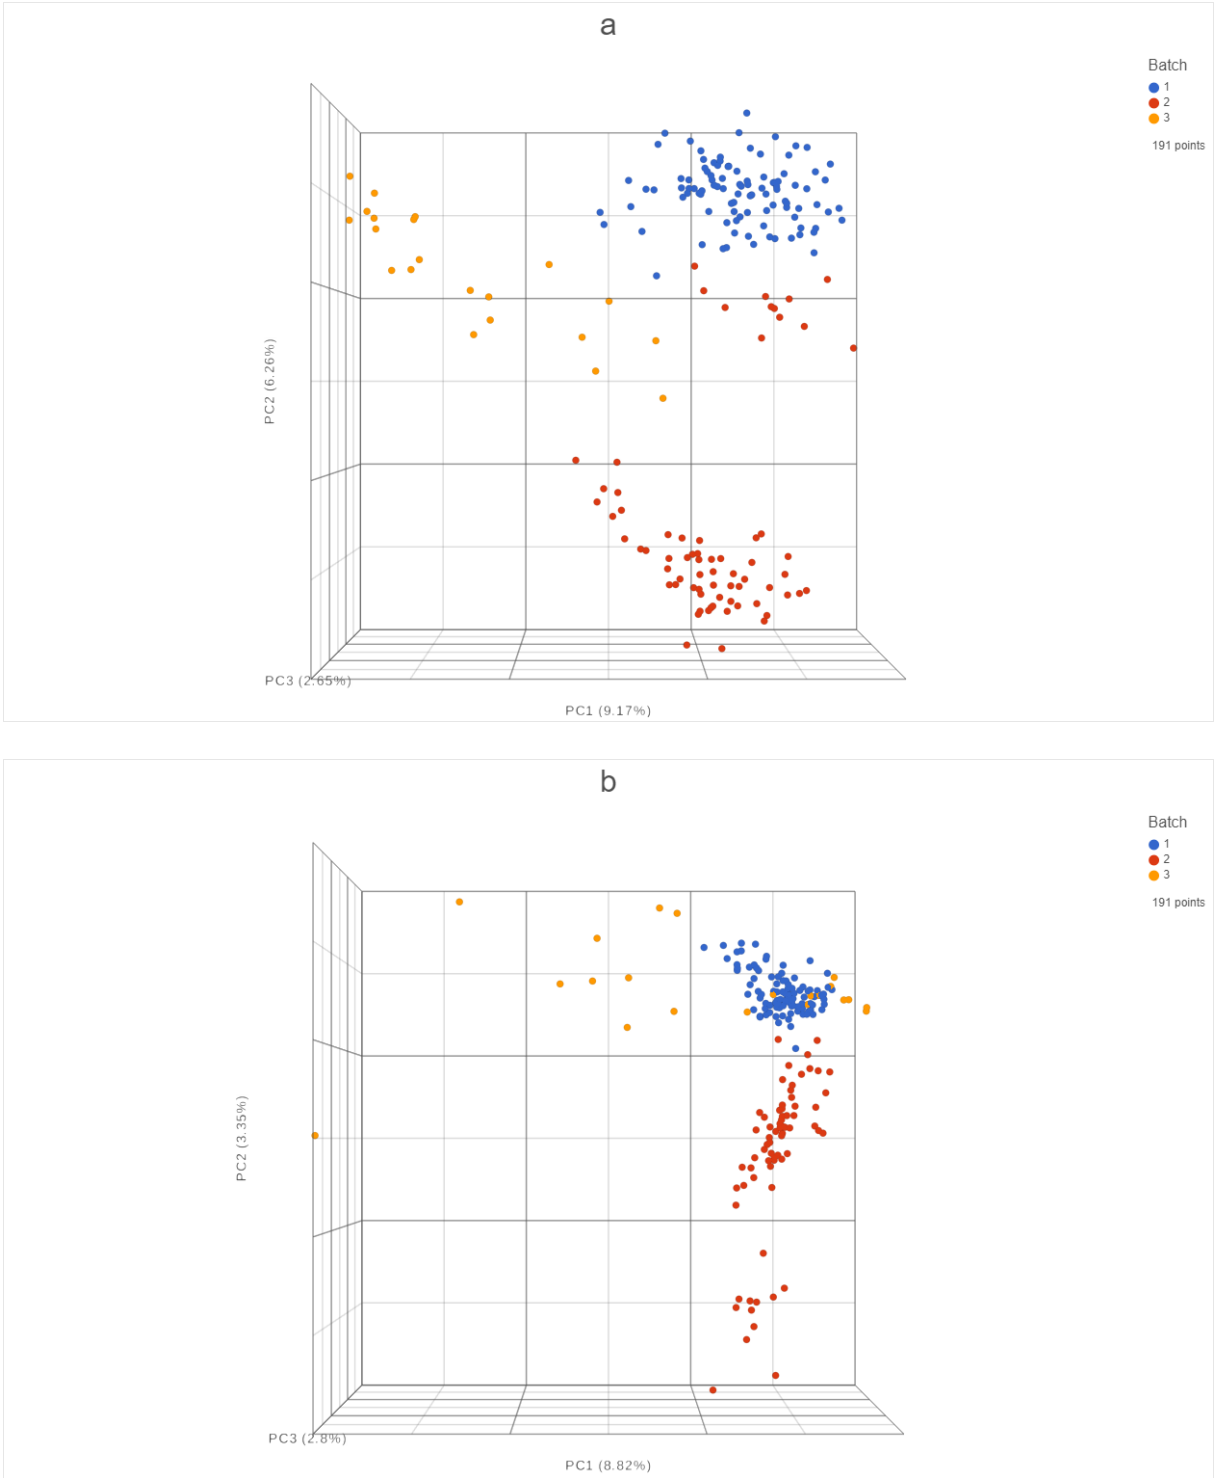 a
Batch
1
2
3
191 points
PC2 (6.26%)
PC3 (2.65%)
PC1 (9.17%)
b
Batch
1
2
3
191 points
PC2 (3.35%)
PC3 (2.8%)
PC1 (8.82%)